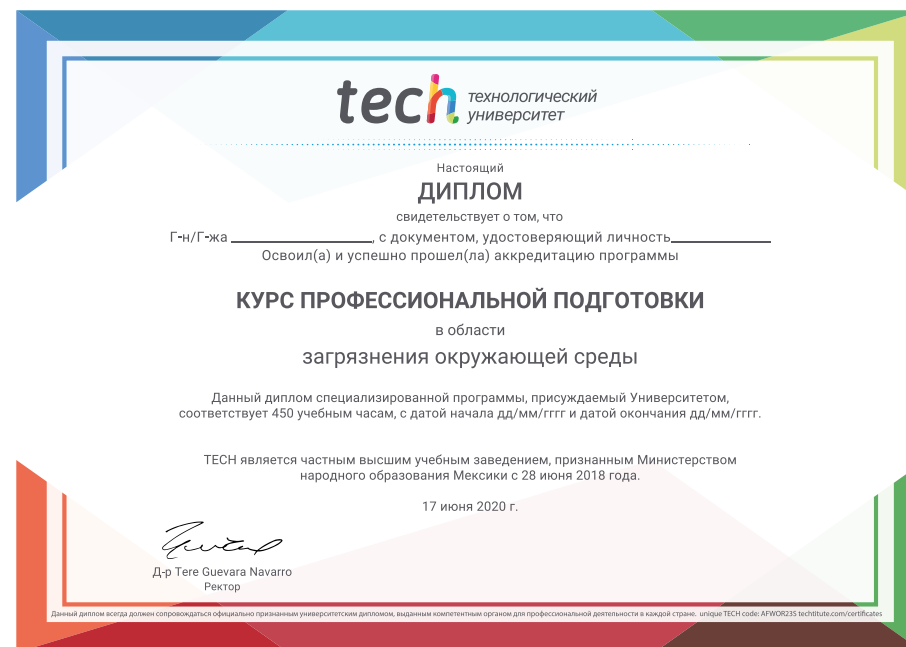 tech технологический
университет
Настоящий
ДИПЛОМ
свидетельствует о том, что
Г-н/Г-жа ____________________, с документом, удостоверяющий личность______________
Освоил(а) и успешно прошел(ла) аккредитацию программы
КУРС ПРОФЕССИОНАЛЬНОЙ ПОДГОТОВКИ
в области
загрязнения окружающей среды
Данный диплом специализированной программы, присуждаемый Университетом,
соответствует 450 учебным часам, с датой начала дд/мм/гггг и датой окончания дд/мм/гггг.
TECH является частным высшим учебным заведением, признанным Министерством
народного образования Мексики с 28 июня 2018 года.
17 июня 2020 г.
Д-р Tere Guevara Navarro
Ректор
Данный диплом всегда должен сопровождаться официально признанным университетским дипломом, выданным компетентным органом для профессиональной деятельности в каждой стране. unique TECH code: AFWOR235 techtitute.com/certificates